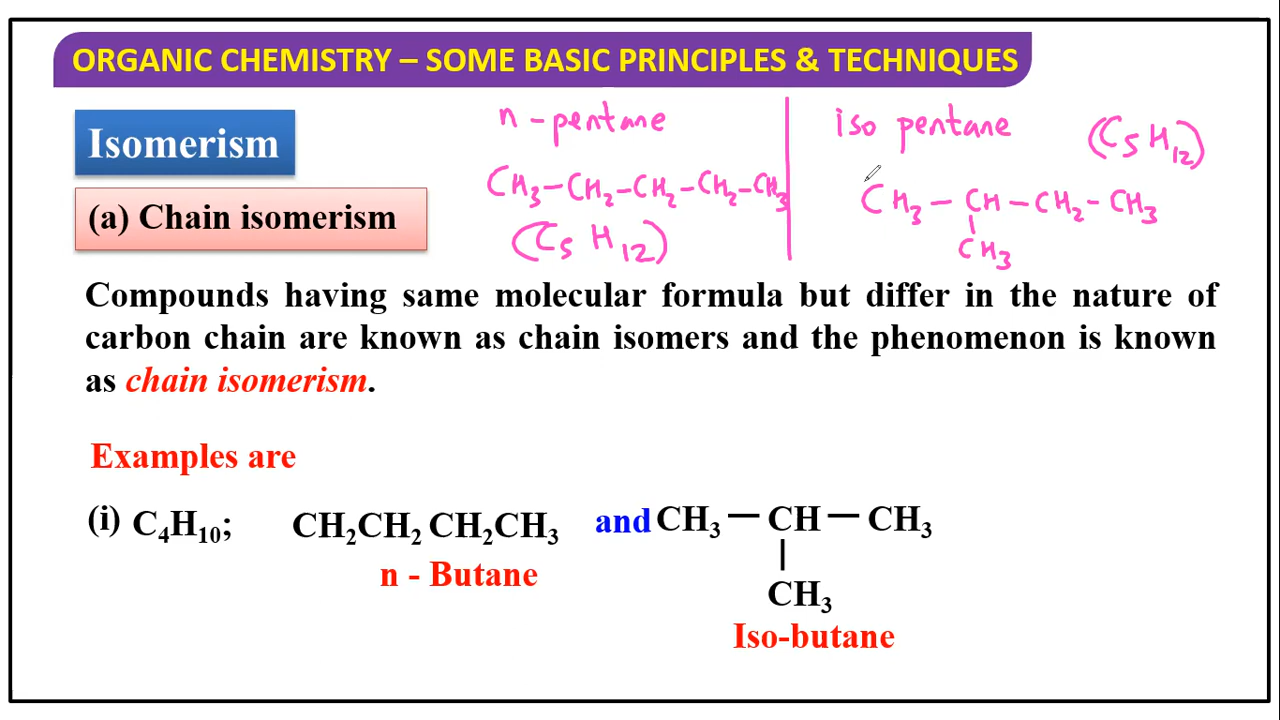 ORGANIC CHEMISTRY – SOME BASIC PRINCIPLES & TECHNIQUES
Isomerism
(a) Chain isomerism
n - pentane
CH₃ – CH₂ – CH₂ – CH₂ – CH₃
(C₅H₁₂)
iso pentane (C₅H₁₂)
CH₃ – CH – CH₂ – CH₃
|
CH₃
Compounds having same molecular formula but differ in the nature of
carbon chain are known as chain isomers and the phenomenon is known
as chain isomerism.
Examples are
(i) C₄H₁₀; CH₂CH₂ CH₂CH₃ and CH₃ — CH — CH₃
|
CH₃
n - Butane
Iso-butane